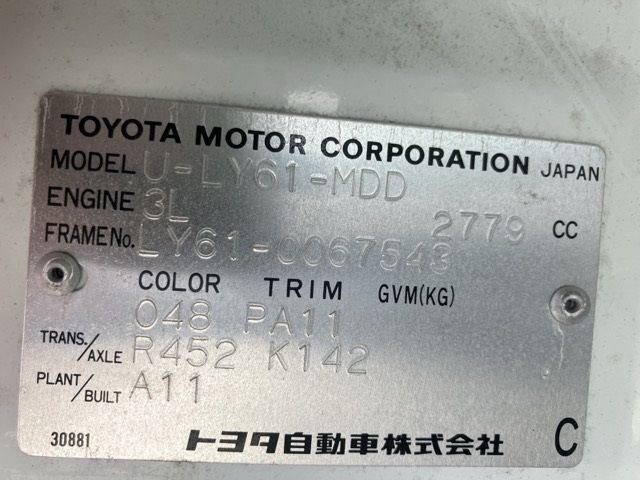 TOYOTA MOTOR CORPORATION JAPAN
MODEL U-LY61-MDD
ENGINE 3L 2779 CC
FRAME No. LY61-0067543
COLOR TRIM GVM(KG)
048 PA11
TRANS./AXLE R452 K142
PLANT/BUILT A11
30881 トヨタ自動車株式会社 C